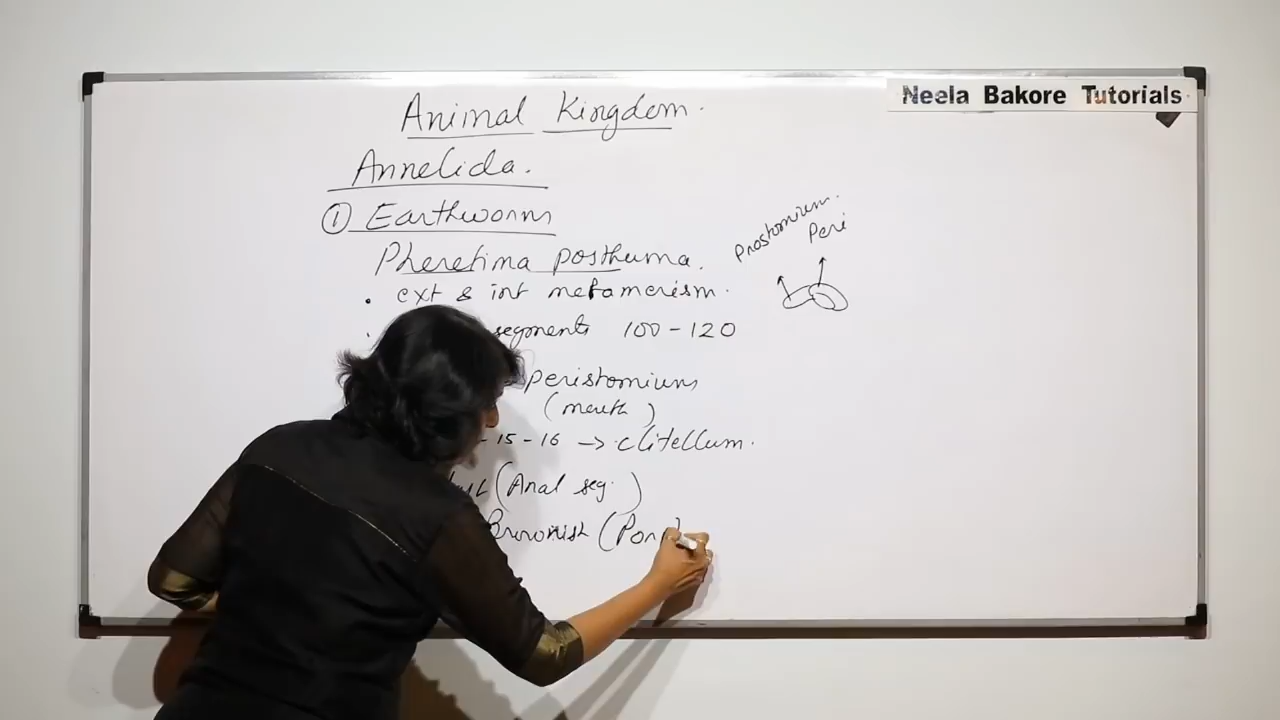 Neela Bakore Tutorials
Animal Kingdom.
Annelida.
① Earthworm
Pheretima posthuma.
. ext & int metamerism.
. segments 100 - 120
Prostomium.
Peri
peristomium
(mouth)
- 15 - 16 → clitellum.
(Anal seg.)
Brownish